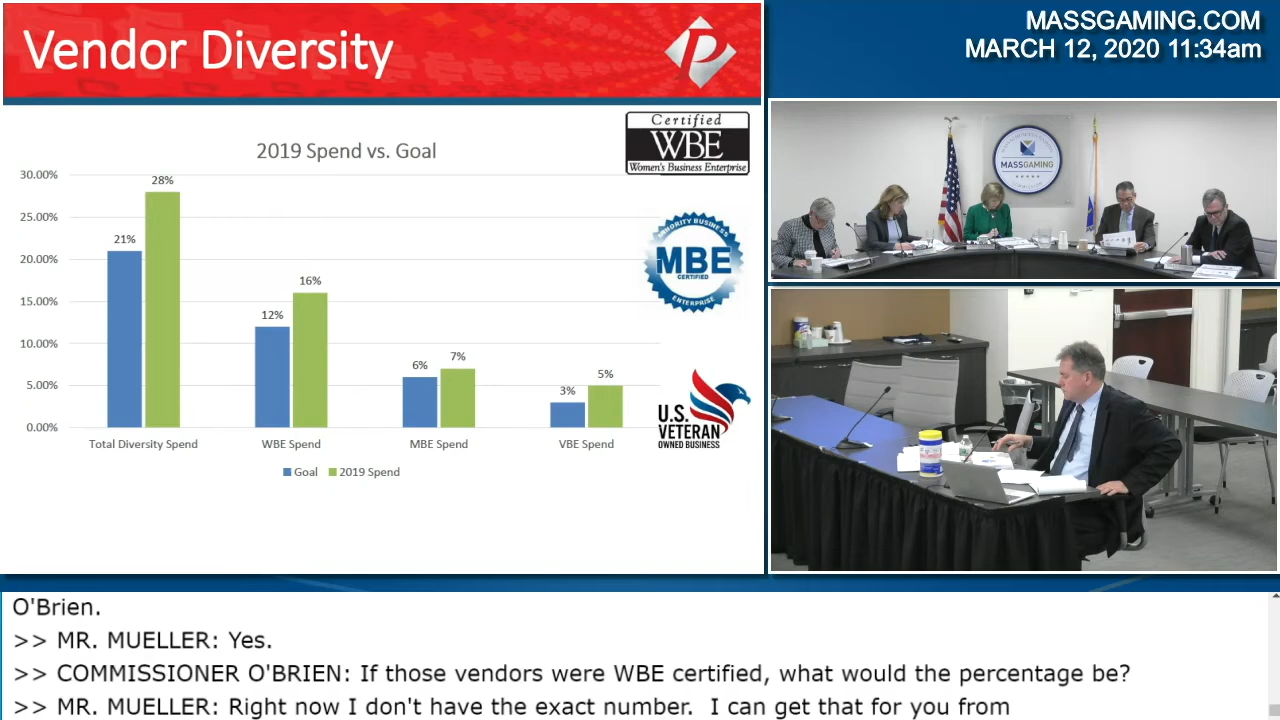 Vendor Diversity
MASSGAMING.COM
MARCH 12, 2020 11:34am
Certified
WBE
Women's Business Enterprise
2019 Spend vs. Goal
30.00%
25.00%
20.00%
15.00%
10.00%
5.00%
0.00%
21%
28%
12%
16%
6%
7%
3%
5%
Total Diversity Spend
WBE Spend
MBE Spend
VBE Spend
Goal
2019 Spend
MINORITY BUSINESS
MBE
CERTIFIED
ENTERPRISE
U.S.
VETERAN
OWNED BUSINESS
MASSGAMING
O'Brien.
>> MR. MUELLER: Yes.
>> COMMISSIONER O'BRIEN: If those vendors were WBE certified, what would the percentage be?
>> MR. MUELLER: Right now I don't have the exact number.  I can get that for you from